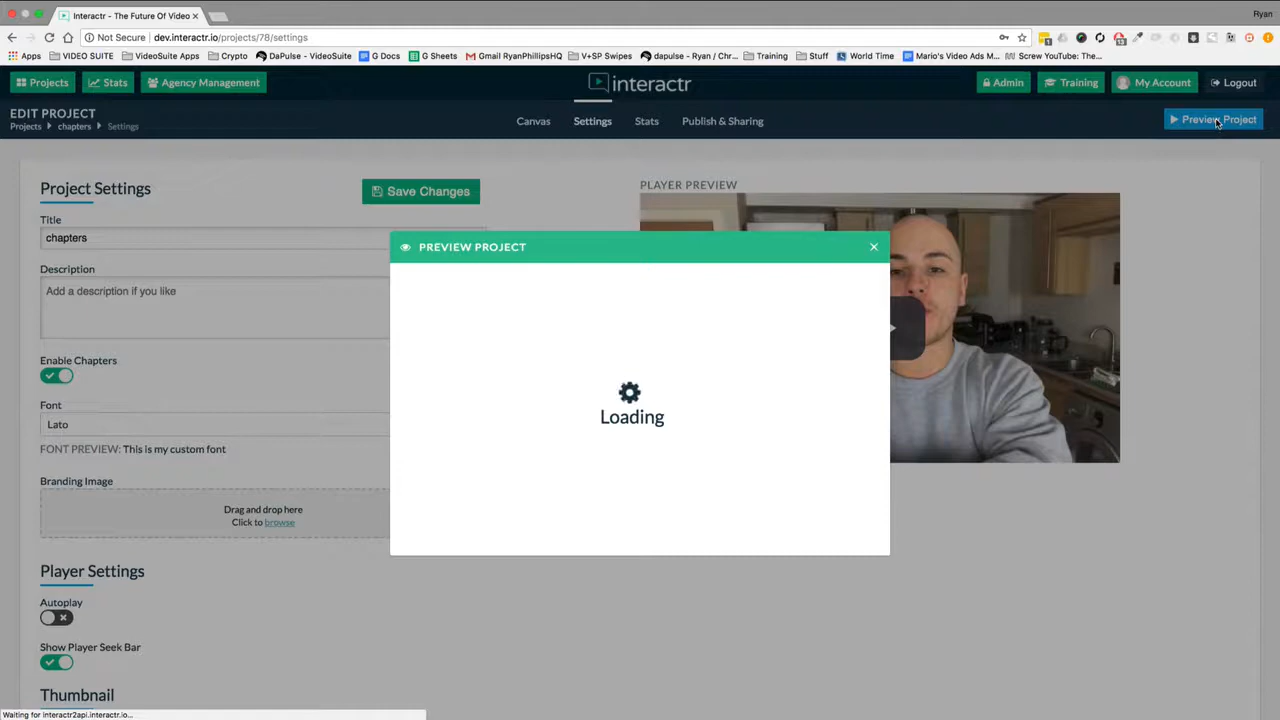 Interactr - The Future Of Video
Ryan
Not Secure dev.interactr.io/projects/78/settings
Apps VIDEO SUITE VideoSuite Apps Crypto DaPulse - VideoSuite G Docs G Sheets Gmail RyanPhillipsHQ V+SP Swipes dapulse - Ryan / Chr... Training Stuff World Time Mario's Video Ads M... Screw YouTube: The...
Projects Stats Agency Management interactr Admin Training My Account Logout
EDIT PROJECT
Projects chapters Settings
Canvas Settings Stats Publish & Sharing
Preview Project
Project Settings
Save Changes
Title
chapters
Description
Add a description if you like
Enable Chapters
Font
Lato
FONT PREVIEW: This is my custom font
Branding Image
Drag and drop here
Click to browse
Player Settings
Autoplay
Show Player Seek Bar
Thumbnail
PLAYER PREVIEW
PREVIEW PROJECT
Loading
Waiting for interactr2api.interactr.io...